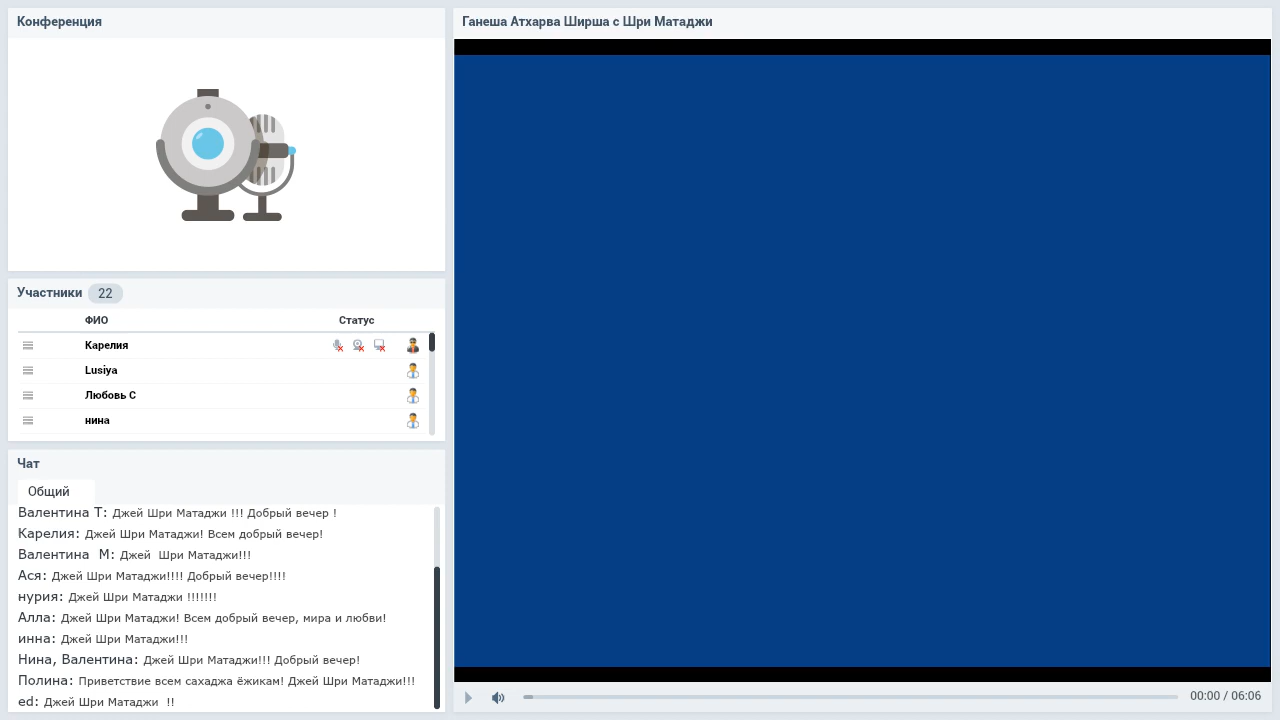 Конференция
Участники 22
ФИО Статус
Карелия
Lusiya
Любовь С
нина
Чат
Общий
Валентина Т: Джей Шри Матаджи !!! Добрый вечер !
Карелия: Джей Шри Матаджи! Всем добрый вечер!
Валентина  М: Джей  Шри Матаджи!!!
Ася: Джей Шри Матаджи!!!! Добрый вечер!!!!
нурия: Джей Шри Матаджи !!!!!!!
Алла: Джей Шри Матаджи! Всем добрый вечер, мира и любви!
инна: Джей Шри Матаджи!!!
Нина, Валентина: Джей Шри Матаджи!!! Добрый вечер!
Полина: Приветствие всем сахаджа ёжикам! Джей Шри Матаджи!!!
ed: Джей Шри Матаджи  !!
Ганеша Атхарва Ширша с Шри Матаджи
00:00 / 06:06